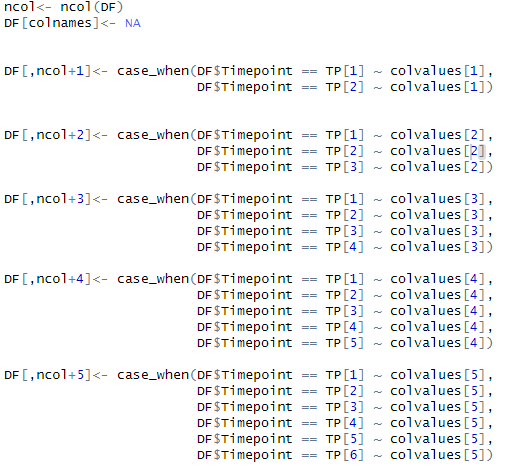 ncol<- ncol(DF)
DF[colnames]<- NA
DF[,ncol+1]<- case_when(DF$Timepoint == TP[1] ~ colvalues[1],
DF$Timepoint == TP[2] ~ colvalues[1])
DF[,ncol+2]<- case_when(DF$Timepoint == TP[1] ~ colvalues[2],
DF$Timepoint == TP[2] ~ colvalues[2],
DF$Timepoint == TP[3] ~ colvalues[2])
DF[,ncol+3]<- case_when(DF$Timepoint == TP[1] ~ colvalues[3],
DF$Timepoint == TP[2] ~ colvalues[3],
DF$Timepoint == TP[3] ~ colvalues[3],
DF$Timepoint == TP[4] ~ colvalues[3])
DF[,ncol+4]<- case_when(DF$Timepoint == TP[1] ~ colvalues[4],
DF$Timepoint == TP[2] ~ colvalues[4],
DF$Timepoint == TP[3] ~ colvalues[4],
DF$Timepoint == TP[4] ~ colvalues[4],
DF$Timepoint == TP[5] ~ colvalues[4])
DF[,ncol+5]<- case_when(DF$Timepoint == TP[1] ~ colvalues[5],
DF$Timepoint == TP[2] ~ colvalues[5],
DF$Timepoint == TP[3] ~ colvalues[5],
DF$Timepoint == TP[4] ~ colvalues[5],
DF$Timepoint == TP[5] ~ colvalues[5],
DF$Timepoint == TP[6] ~ colvalues[5])